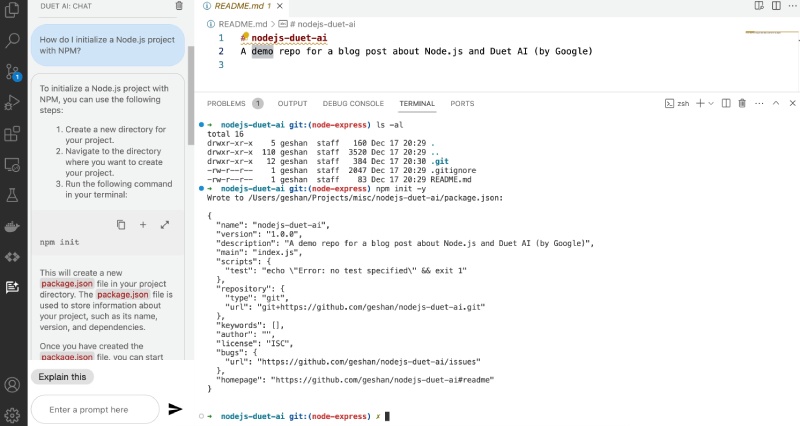 DUET AI: CHAT
How do I initialize a Node.js project
with NPM?
To initialize a Node.js project with
NPM, you can use the following
steps:
1. Create a new directory for
your project.
2. Navigate to the directory
where you want to create
your project.
3. Run the following command
in your terminal:
npm init
This will create a new
package.json file in your project
directory. The package.json file is
used to store information about
your project, such as its name,
version, and dependencies.
Once you have created the
package.json file, you can start
Explain this
Enter a prompt here
1
README.md 1 ×
README.md > # nodejs-duet-ai
1 # nodejs-duet-ai
2 A demo repo for a blog post about Node.js and Duet AI (by Google)
3
PROBLEMS 1 OUTPUT DEBUG CONSOLE TERMINAL PORTS
zsh
→ nodejs-duet-ai git:(node-express) ls -al
total 16
drwxr-xr-x 5 geshan staff 160 Dec 17 20:29 .
drwxr-xr-x 110 geshan staff 3520 Dec 17 20:29 ..
drwxr-xr-x 12 geshan staff 384 Dec 17 20:30 .git
-rw-r--r-- 1 geshan staff 2047 Dec 17 20:29 .gitignore
-rw-r--r-- 1 geshan staff 83 Dec 17 20:29 README.md
→ nodejs-duet-ai git:(node-express) npm init -y
Wrote to /Users/geshan/Projects/misc/nodejs-duet-ai/package.json:
{
"name": "nodejs-duet-ai",
"version": "1.0.0",
"description": "A demo repo for a blog post about Node.js and Duet AI (by Google)",
"main": "index.js",
"scripts": {
"test": "echo \"Error: no test specified\" && exit 1"
},
"repository": {
"type": "git",
"url": "git+https://github.com/geshan/nodejs-duet-ai.git"
},
"keywords": [],
"author": "",
"license": "ISC",
"bugs": {
"url": "https://github.com/geshan/nodejs-duet-ai/issues"
},
"homepage": "https://github.com/geshan/nodejs-duet-ai#readme"
}
→ nodejs-duet-ai git:(node-express) ✗